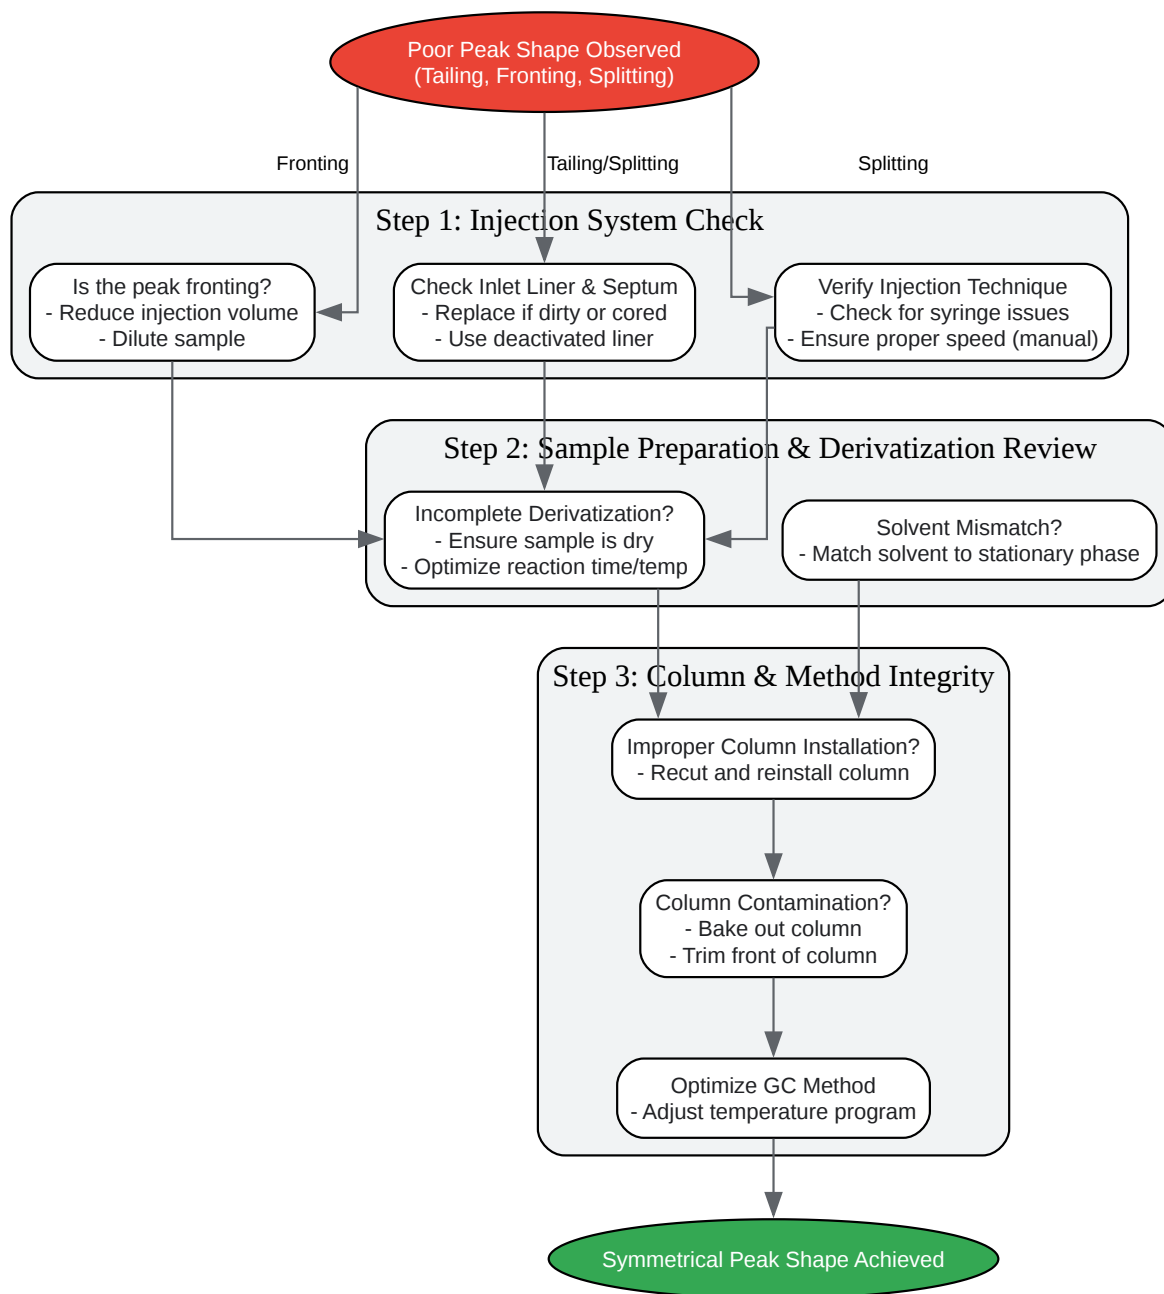 Poor Peak Shape Observed
(Tailing, Fronting, Splitting)
Fronting
Tailing/Splitting
Splitting
Step 1: Injection System Check
Is the peak fronting?
- Reduce injection volume
- Dilute sample
Check Inlet Liner & Septum
- Replace if dirty or cored
- Use deactivated liner
Verify Injection Technique
- Check for syringe issues
- Ensure proper speed (manual)
Step 2: Sample Preparation & Derivatization Review
Incomplete Derivatization?
- Ensure sample is dry
- Optimize reaction time/temp
Solvent Mismatch?
- Match solvent to stationary phase
Step 3: Column & Method Integrity
Improper Column Installation?
- Recut and reinstall column
Column Contamination?
- Bake out column
- Trim front of column
Optimize GC Method
- Adjust temperature program
Symmetrical Peak Shape Achieved